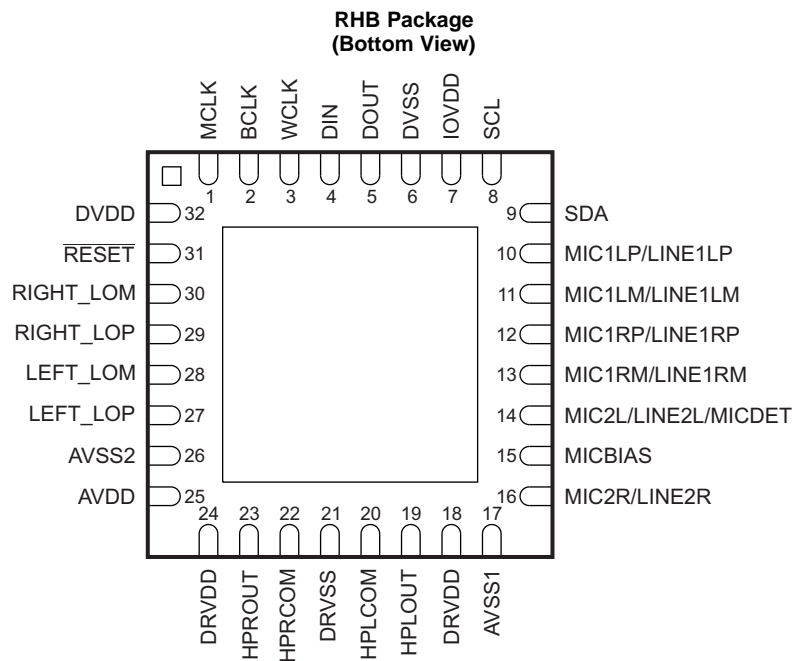 RHB Package
(Bottom View)
MCLK
BCLK
WCLK
DIN
DOUT
DVSS
IOVDD
SCL
1
2
3
4
5
6
7
8
DVDD 32
RESET 31
RIGHT_LOM 30
RIGHT_LOP 29
LEFT_LOM 28
LEFT_LOP 27
AVSS2 26
AVDD 25
9 SDA
10 MIC1LP/LINE1LP
11 MIC1LM/LINE1LM
12 MIC1RP/LINE1RP
13 MIC1RM/LINE1RM
14 MIC2L/LINE2L/MICDET
15 MICBIAS
16 MIC2R/LINE2R
24
23
22
21
20
19
18
17
DRVDD
HPROUT
HPRCOM
DRVSS
HPLCOM
HPLOUT
DRVDD
AVSS1